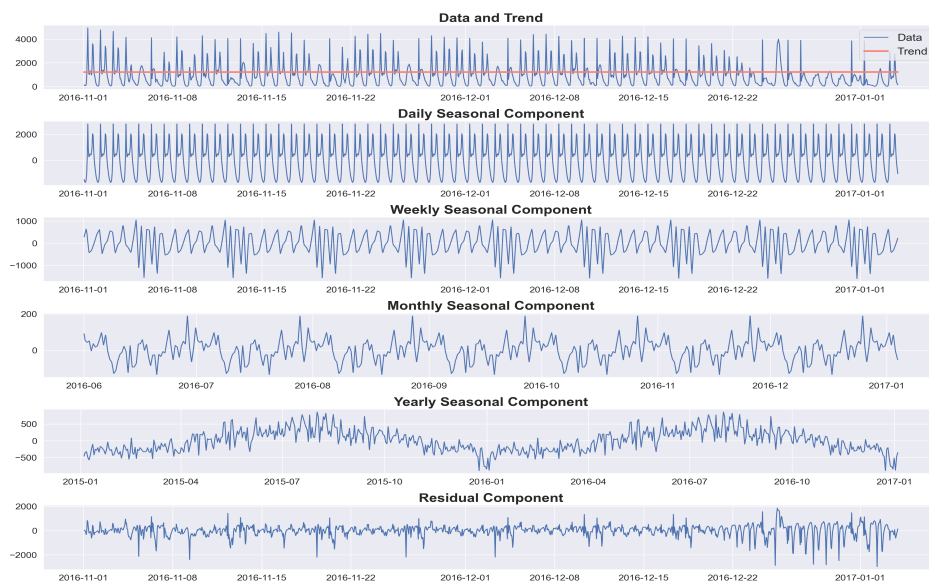 Data and Trend
4000
2000
0
Data
Trend
2016-11-01 2016-11-08 2016-11-15 2016-11-22 2016-12-01 2016-12-08 2016-12-15 2016-12-22 2017-01-01
Daily Seasonal Component
2000
0
2016-11-01 2016-11-08 2016-11-15 2016-11-22 2016-12-01 2016-12-08 2016-12-15 2016-12-22 2017-01-01
Weekly Seasonal Component
1000
0
−1000
2016-11-01 2016-11-08 2016-11-15 2016-11-22 2016-12-01 2016-12-08 2016-12-15 2016-12-22 2017-01-01
Monthly Seasonal Component
200
0
2016-06 2016-07 2016-08 2016-09 2016-10 2016-11 2016-12 2017-01
Yearly Seasonal Component
500
0
−500
2015-01 2015-04 2015-07 2015-10 2016-01 2016-04 2016-07 2016-10 2017-01
Residual Component
2000
0
−2000
2016-11-01 2016-11-08 2016-11-15 2016-11-22 2016-12-01 2016-12-08 2016-12-15 2016-12-22 2017-01-01